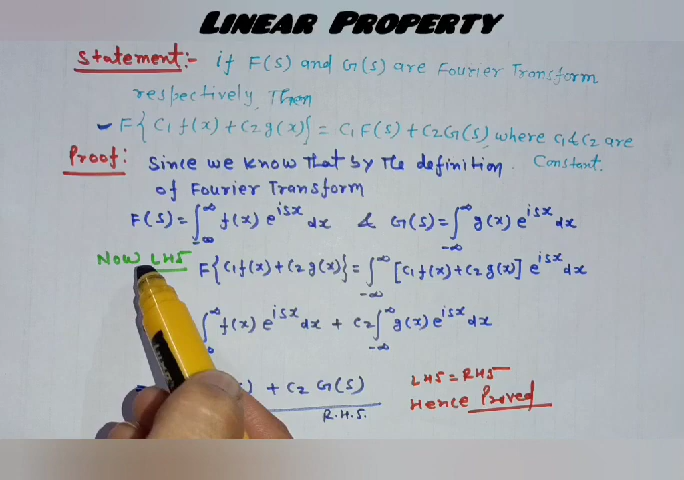 LINEAR PROPERTY
Statement:- if F(S) and G(S) are Fourier Transform
respectively, Then
F{C1 f(x) + C2 g(x)} = C1 F(S) + C2 G(S), where C1 & C2 are
Constant.
Proof: Since we know that by the definition
of Fourier Transform
F(S) = ∫_{-∞}^{∞} f(x) e^{isx} dx & G(S) = ∫_{-∞}^{∞} g(x) e^{isx} dx
Now LHS F{C1 f(x) + C2 g(x)} = ∫_{-∞}^{∞} [C1 f(x) + C2 g(x)] e^{isx} dx
∫^{∞} f(x) e^{isx} dx + C2 ∫_{-∞}^{∞} g(x) e^{isx} dx
) + C2 G(S) LHS = RHS
R.H.S. Hence Proved